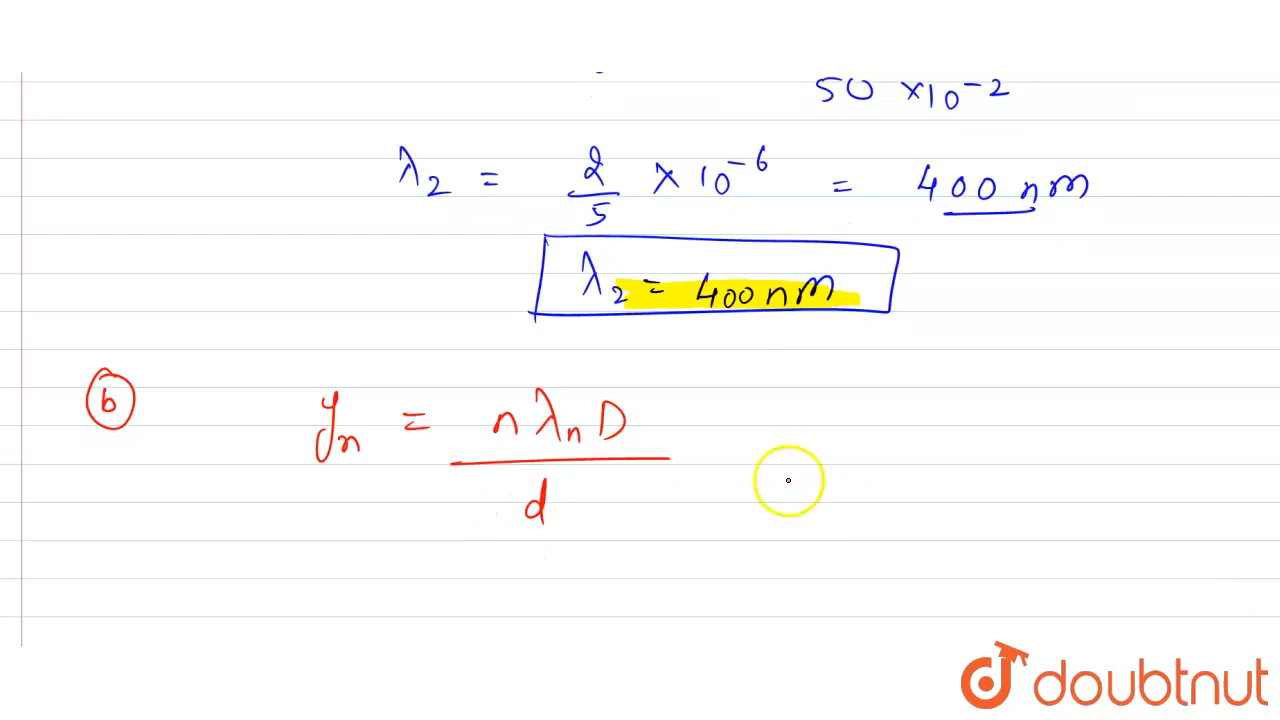 50 ×10⁻²
λ₂ = 2/5 × 10⁻⁶ = 400 nm
λ₂ = 400 nm
b yₙ = nλₙD/d
doubtnut